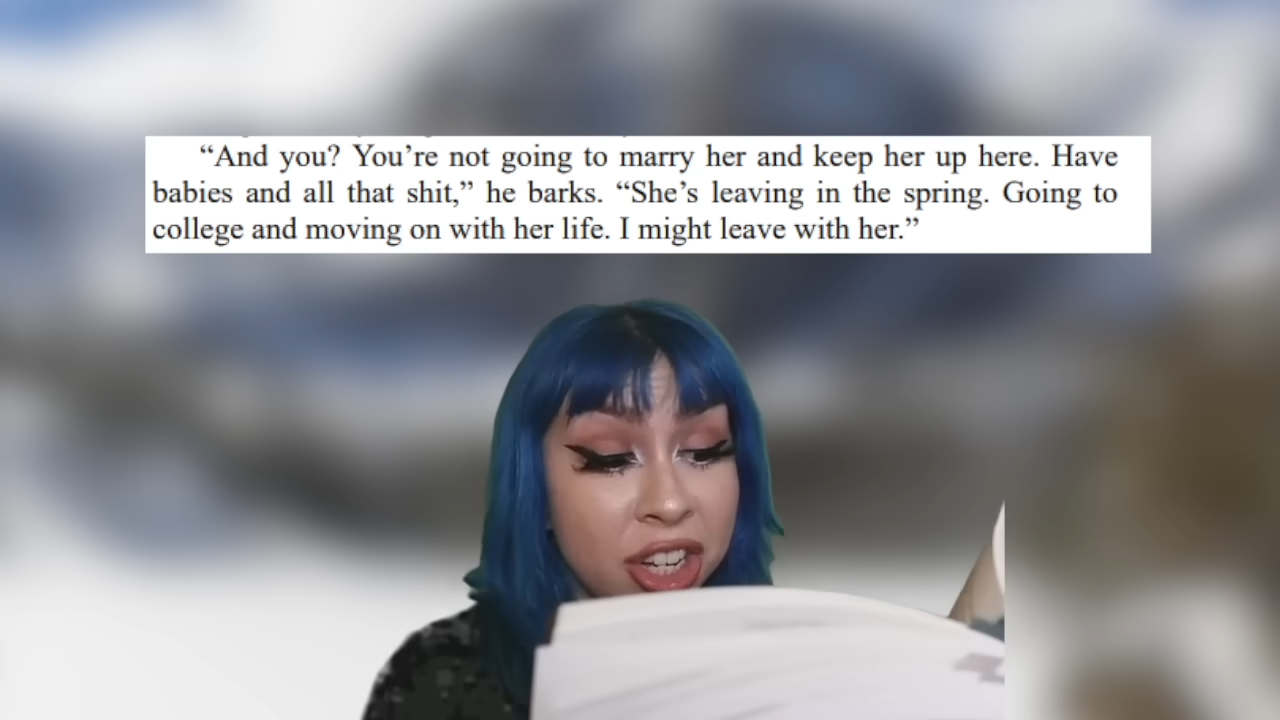 “And you? You’re not going to marry her and keep her up here. Have
babies and all that shit,” he barks. “She’s leaving in the spring. Going to
college and moving on with her life. I might leave with her.”